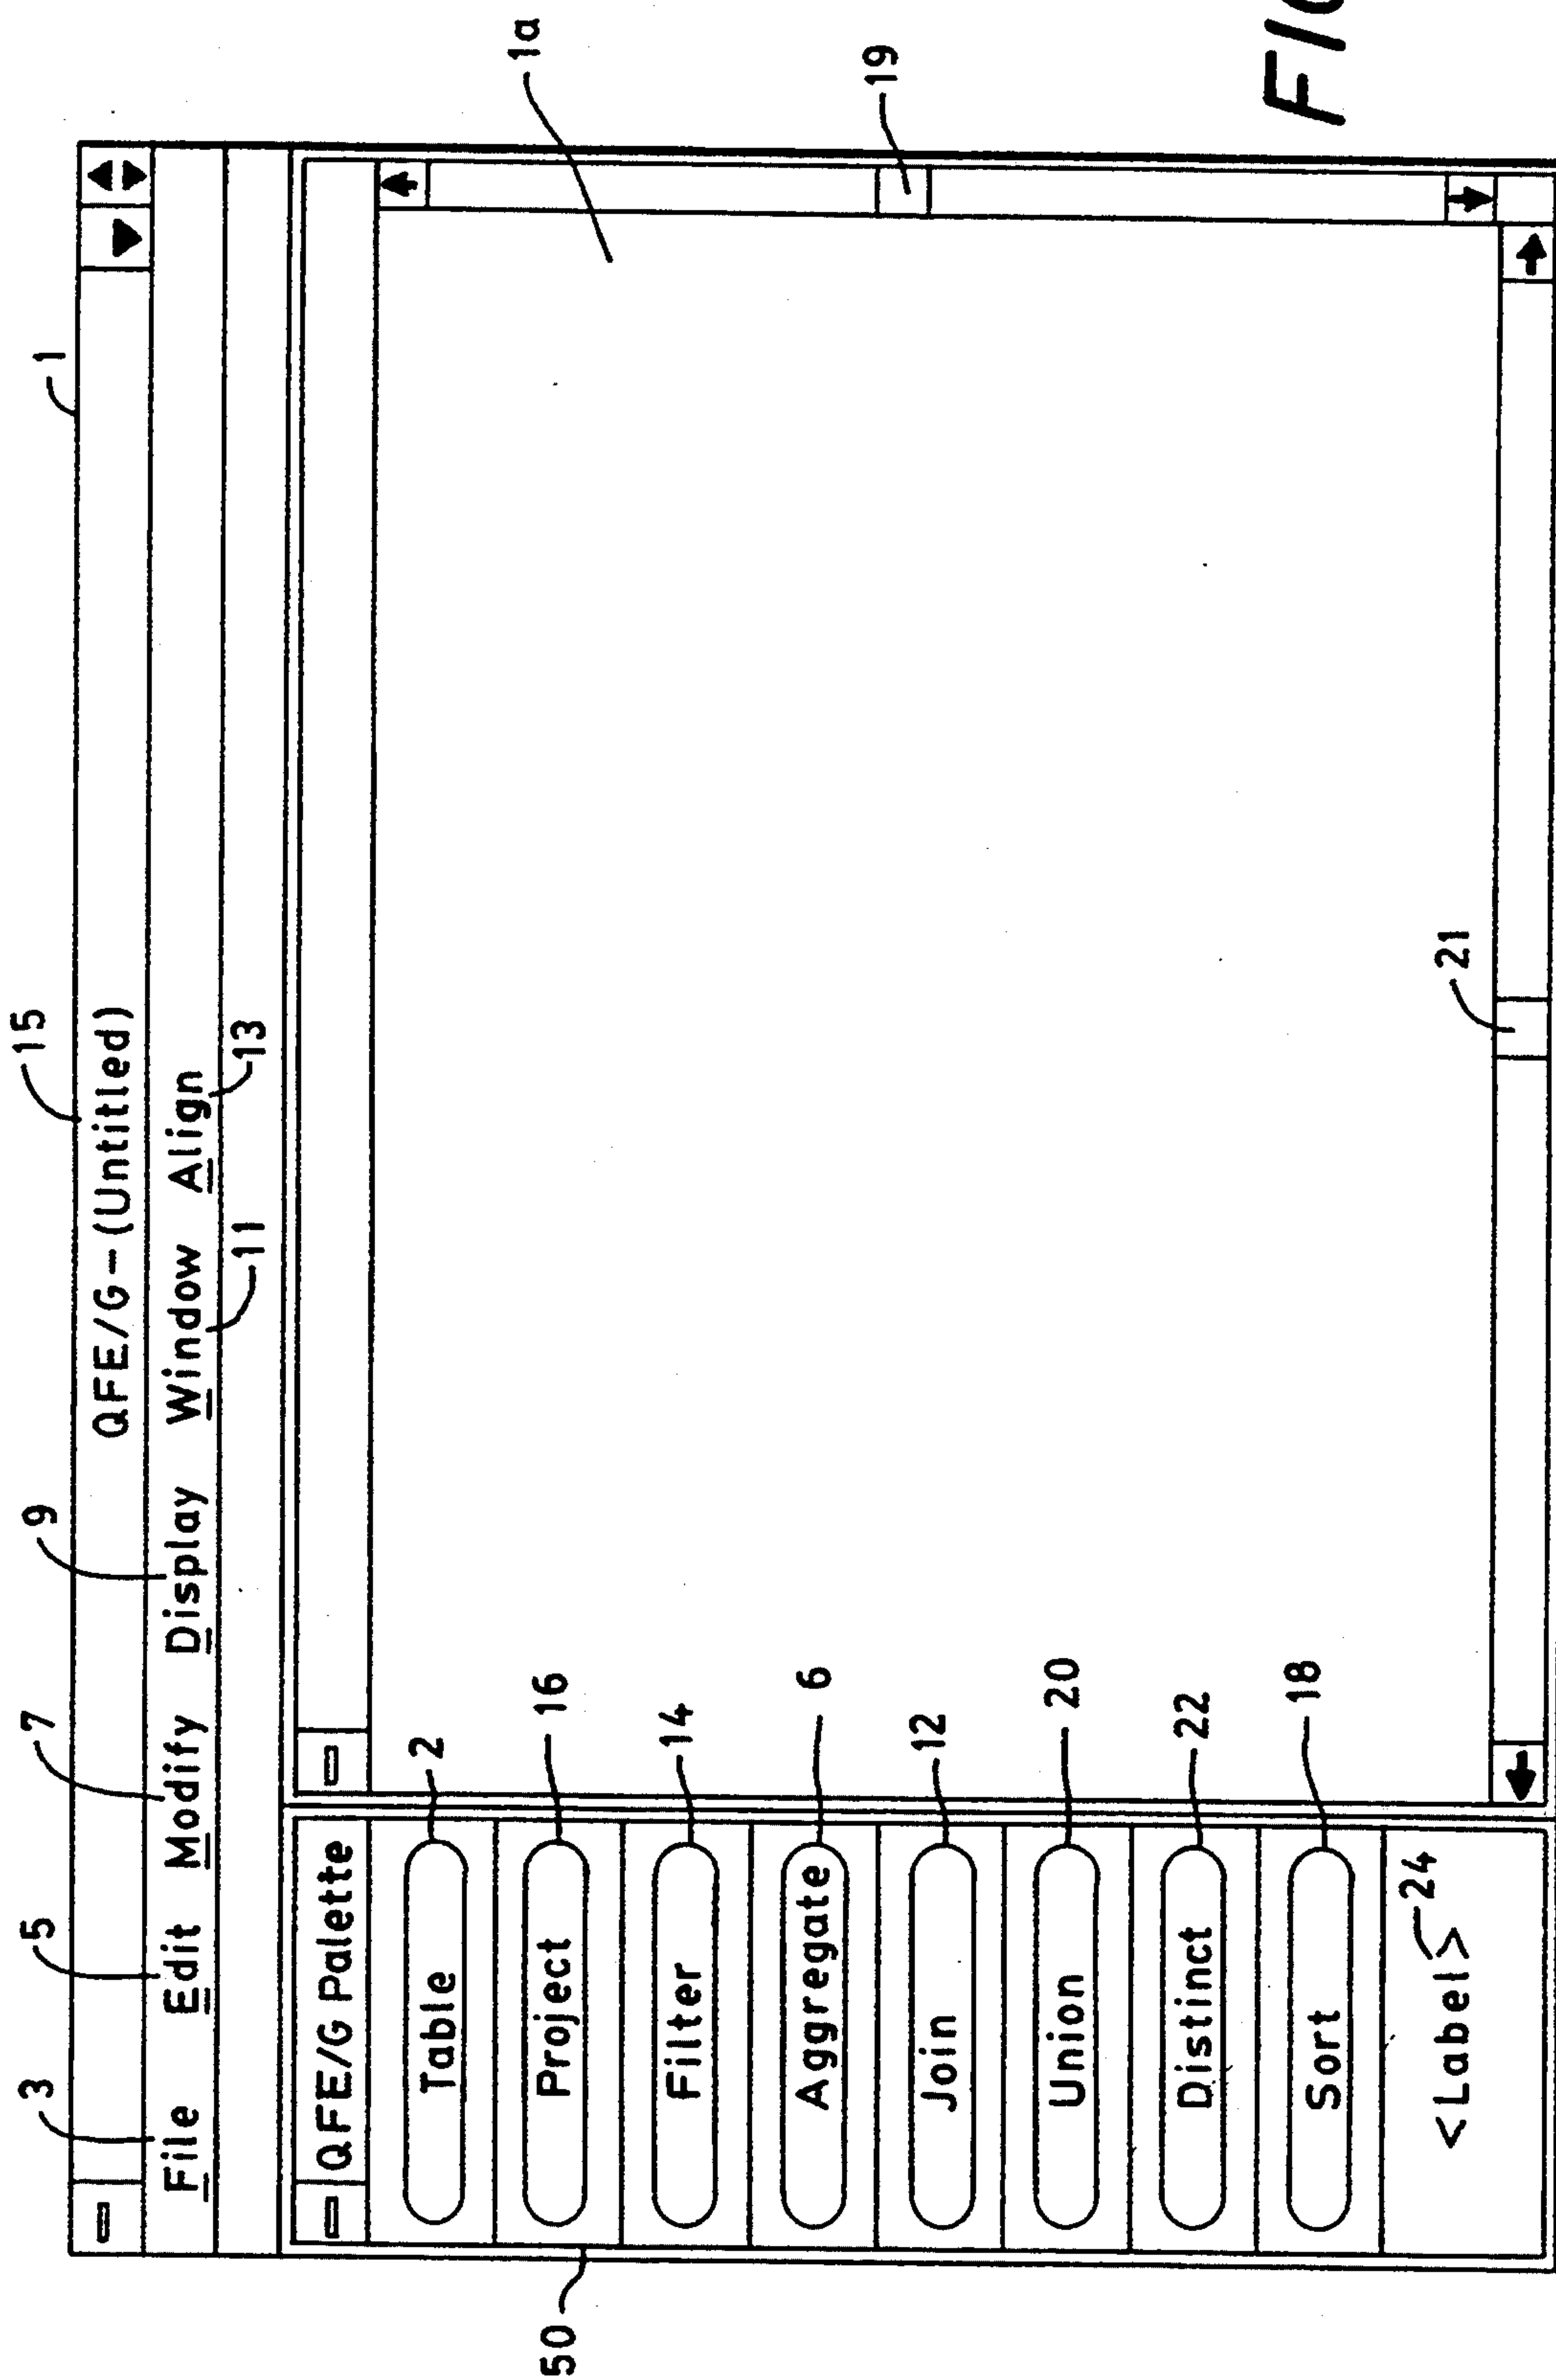 15
1
3
5
7
9
QFE/G-(Untitled)
File Edit Modify Display Window Align
11
13
1a
QFE/G Palette
50
Table
2
Project
16
Filter
14
Aggregate
6
Join
12
19
Union
20
Distinct
22
Sort
18
<Label>
24
21